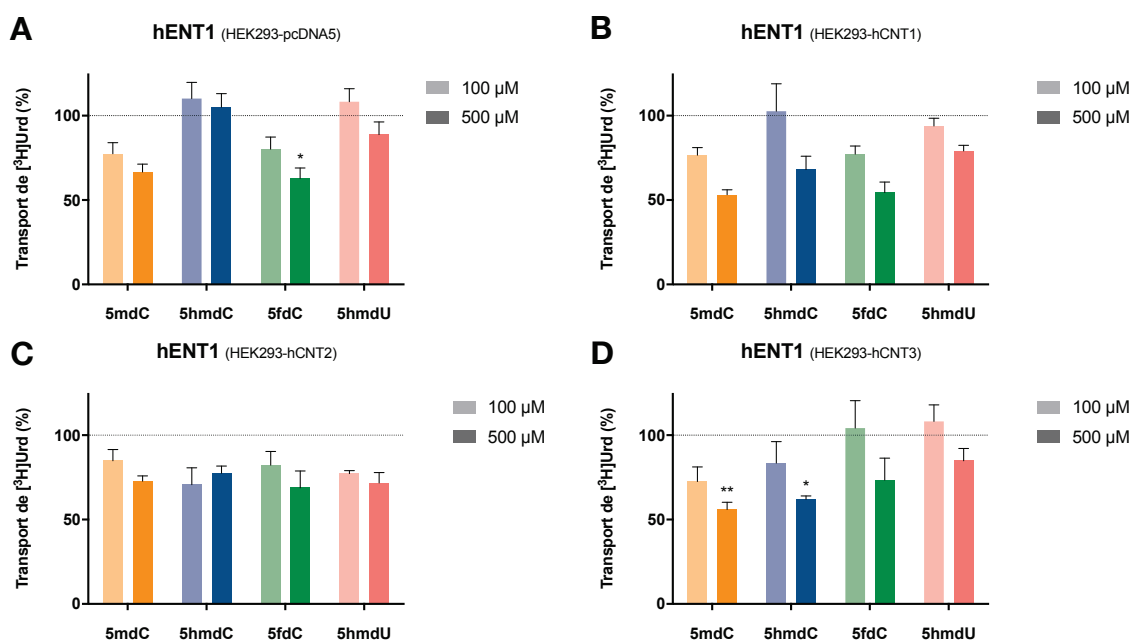 A
hENT1 (HEK293-pcDNA5)
Transport de [³H]Urd (%)
100
50
0
5mdC 5hmdC 5fdC 5hmdU
*
100 µM
500 µM
B
hENT1 (HEK293-hCNT1)
Transport de [³H]Urd (%)
100
50
0
5mdC 5hmdC 5fdC 5hmdU
100 µM
500 µM
C
hENT1 (HEK293-hCNT2)
Transport de [³H]Urd (%)
100
50
0
5mdC 5hmdC 5fdC 5hmdU
100 µM
500 µM
D
hENT1 (HEK293-hCNT3)
Transport de [³H]Urd (%)
100
50
0
5mdC 5hmdC 5fdC 5hmdU
** *
100 µM
500 µM